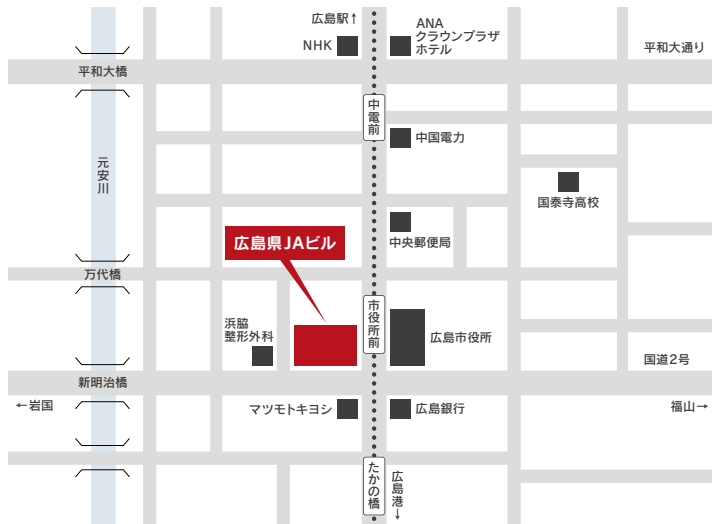 広島駅↑
ANA
クラウンプラザ
ホテル
NHK
平和大通り
平和大橋
中電前
中国電力
元安川
国泰寺高校
広島県JAビル
中央郵便局
万代橋
市役所前
浜脇
整形外科
広島市役所
国道2号
新明治橋
←岩国
マツモトキヨシ
広島銀行
福山→
たかの橋
広島港↓